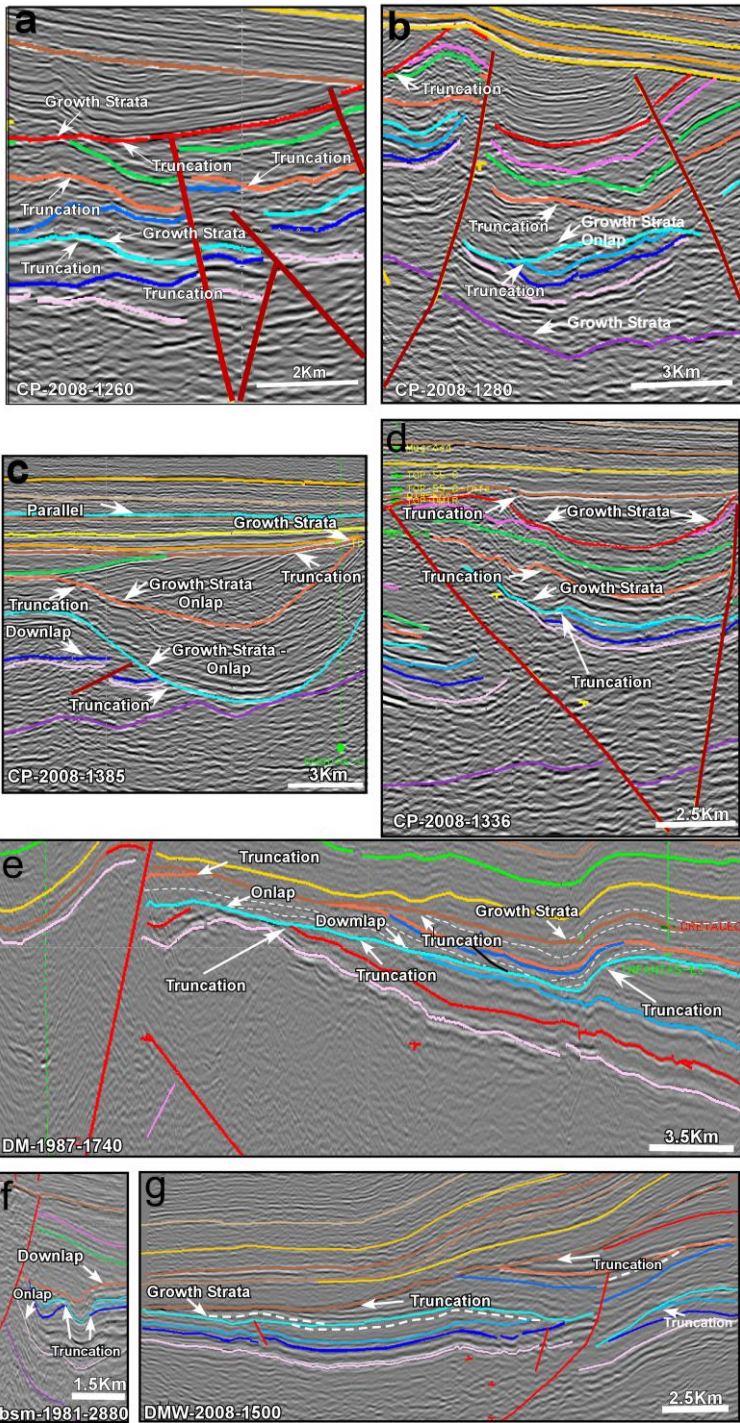 a
Growth Strata
Truncation
Truncation
Truncation
Growth Strata
Truncation
Truncation
CP-2008-1260
2Km
b
Truncation
Truncation
Growth Strata
Onlap
Truncation
Growth Strata
CP-2008-1280
3Km
c
Parallel
Growth Strata
Truncation
Growth Strata
Onlap
Truncation
Downlap
Growth Strata -
Onlap
Truncation
CP-2008-1385
3Km
d
Truncation
Growth Strata
Truncation
Growth Strata
Truncation
CP-2008-1336
2.5Km
e
Truncation
Onlap
Growth Strata
Dowmlap
Truncation
Truncation
Truncation
Truncation
DM-1987-1740
3.5Km
f
Downlap
Onlap
Truncation
1.5Km
bsm-1981-2880
g
Truncation
Growth Strata
Truncation
Truncation
DMW-2008-1500
2.5Km